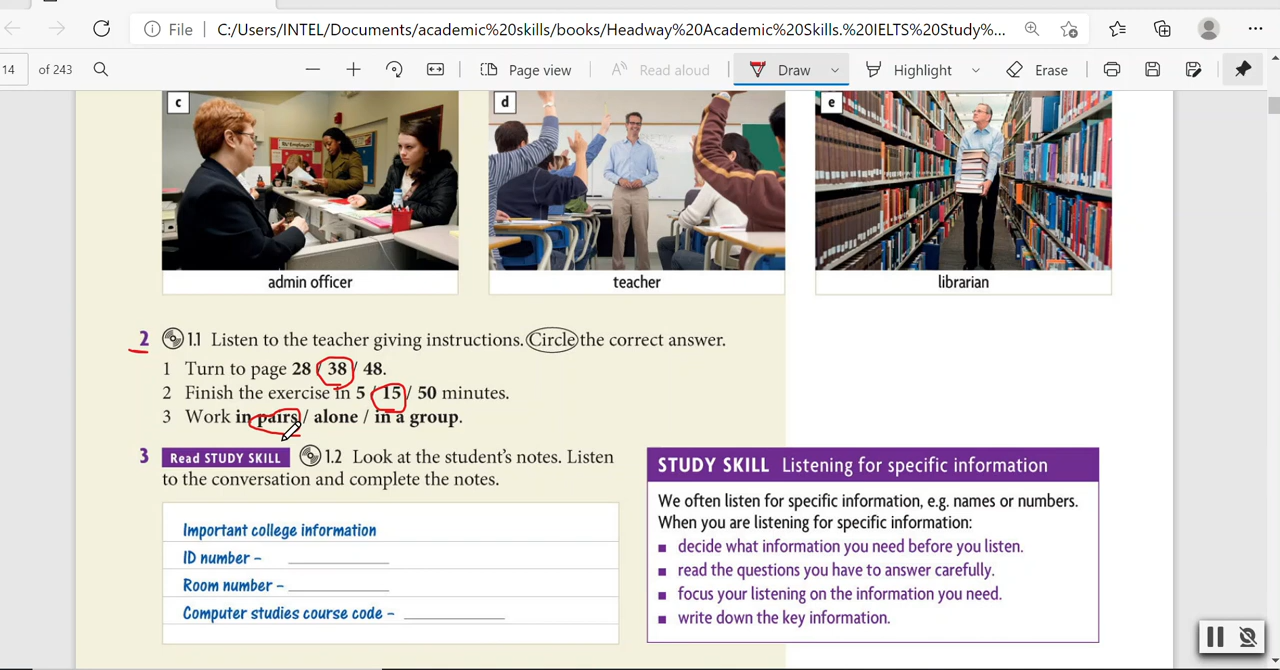 File | C:/Users/INTEL/Documents/academic%20skills/books/Headway%20Academic%20Skills.%20IELTS%20Study%...
14 of 243 Page view Read aloud Draw Highlight Erase
c d e
admin officer teacher librarian
2 1.1 Listen to the teacher giving instructions. Circle the correct answer.
1 Turn to page 28 / 38 / 48.
2 Finish the exercise in 5 / 15 / 50 minutes.
3 Work in pairs / alone / in a group.
3 Read STUDY SKILL 1.2 Look at the student's notes. Listen
to the conversation and complete the notes.
Important college information
ID number –
Room number –
Computer studies course code –
STUDY SKILL Listening for specific information
We often listen for specific information, e.g. names or numbers.
When you are listening for specific information:
■ decide what information you need before you listen.
■ read the questions you have to answer carefully.
■ focus your listening on the information you need.
■ write down the key information.